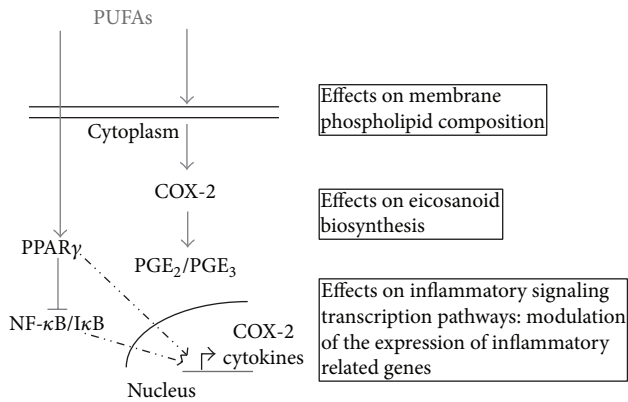 PUFAs
Cytoplasm
COX-2
PGE₂/PGE₃
PPARγ
NF-κB/IκB
COX-2
cytokines
Nucleus
Effects on membrane
phospholipid composition
Effects on eicosanoid
biosynthesis
Effects on inflammatory signaling
transcription pathways: modulation
of the expression of inflammatory
related genes